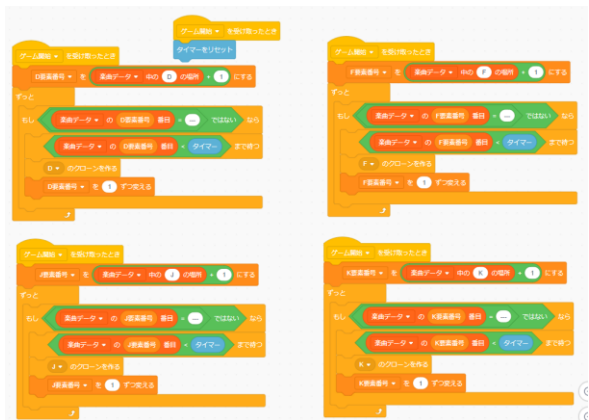 ゲーム開始 を受け取ったとき
タイマーをリセット
ゲーム開始 を受け取ったとき
D要素番号 を 楽曲データ 中の D の場所 + 1 にする
ずっと
もし 楽曲データ の D要素番号 番目 = --- ではない なら
楽曲データ の D要素番号 番目 < タイマー まで待つ
D のクローンを作る
D要素番号 を 1 ずつ変える
ゲーム開始 を受け取ったとき
F要素番号 を 楽曲データ 中の F の場所 + 1 にする
ずっと
もし 楽曲データ の F要素番号 番目 = --- ではない なら
楽曲データ の F要素番号 番目 < タイマー まで待つ
F のクローンを作る
F要素番号 を 1 ずつ変える
ゲーム開始 を受け取ったとき
J要素番号 を 楽曲データ 中の J の場所 + 1 にする
ずっと
もし 楽曲データ の J要素番号 番目 = --- ではない なら
楽曲データ の J要素番号 番目 < タイマー まで待つ
J のクローンを作る
J要素番号 を 1 ずつ変える
ゲーム開始 を受け取ったとき
K要素番号 を 楽曲データ 中の K の場所 + 1 にする
ずっと
もし 楽曲データ の K要素番号 番目 = --- ではない なら
楽曲データ の K要素番号 番目 < タイマー まで待つ
K のクローンを作る
K要素番号 を 1 ずつ変える